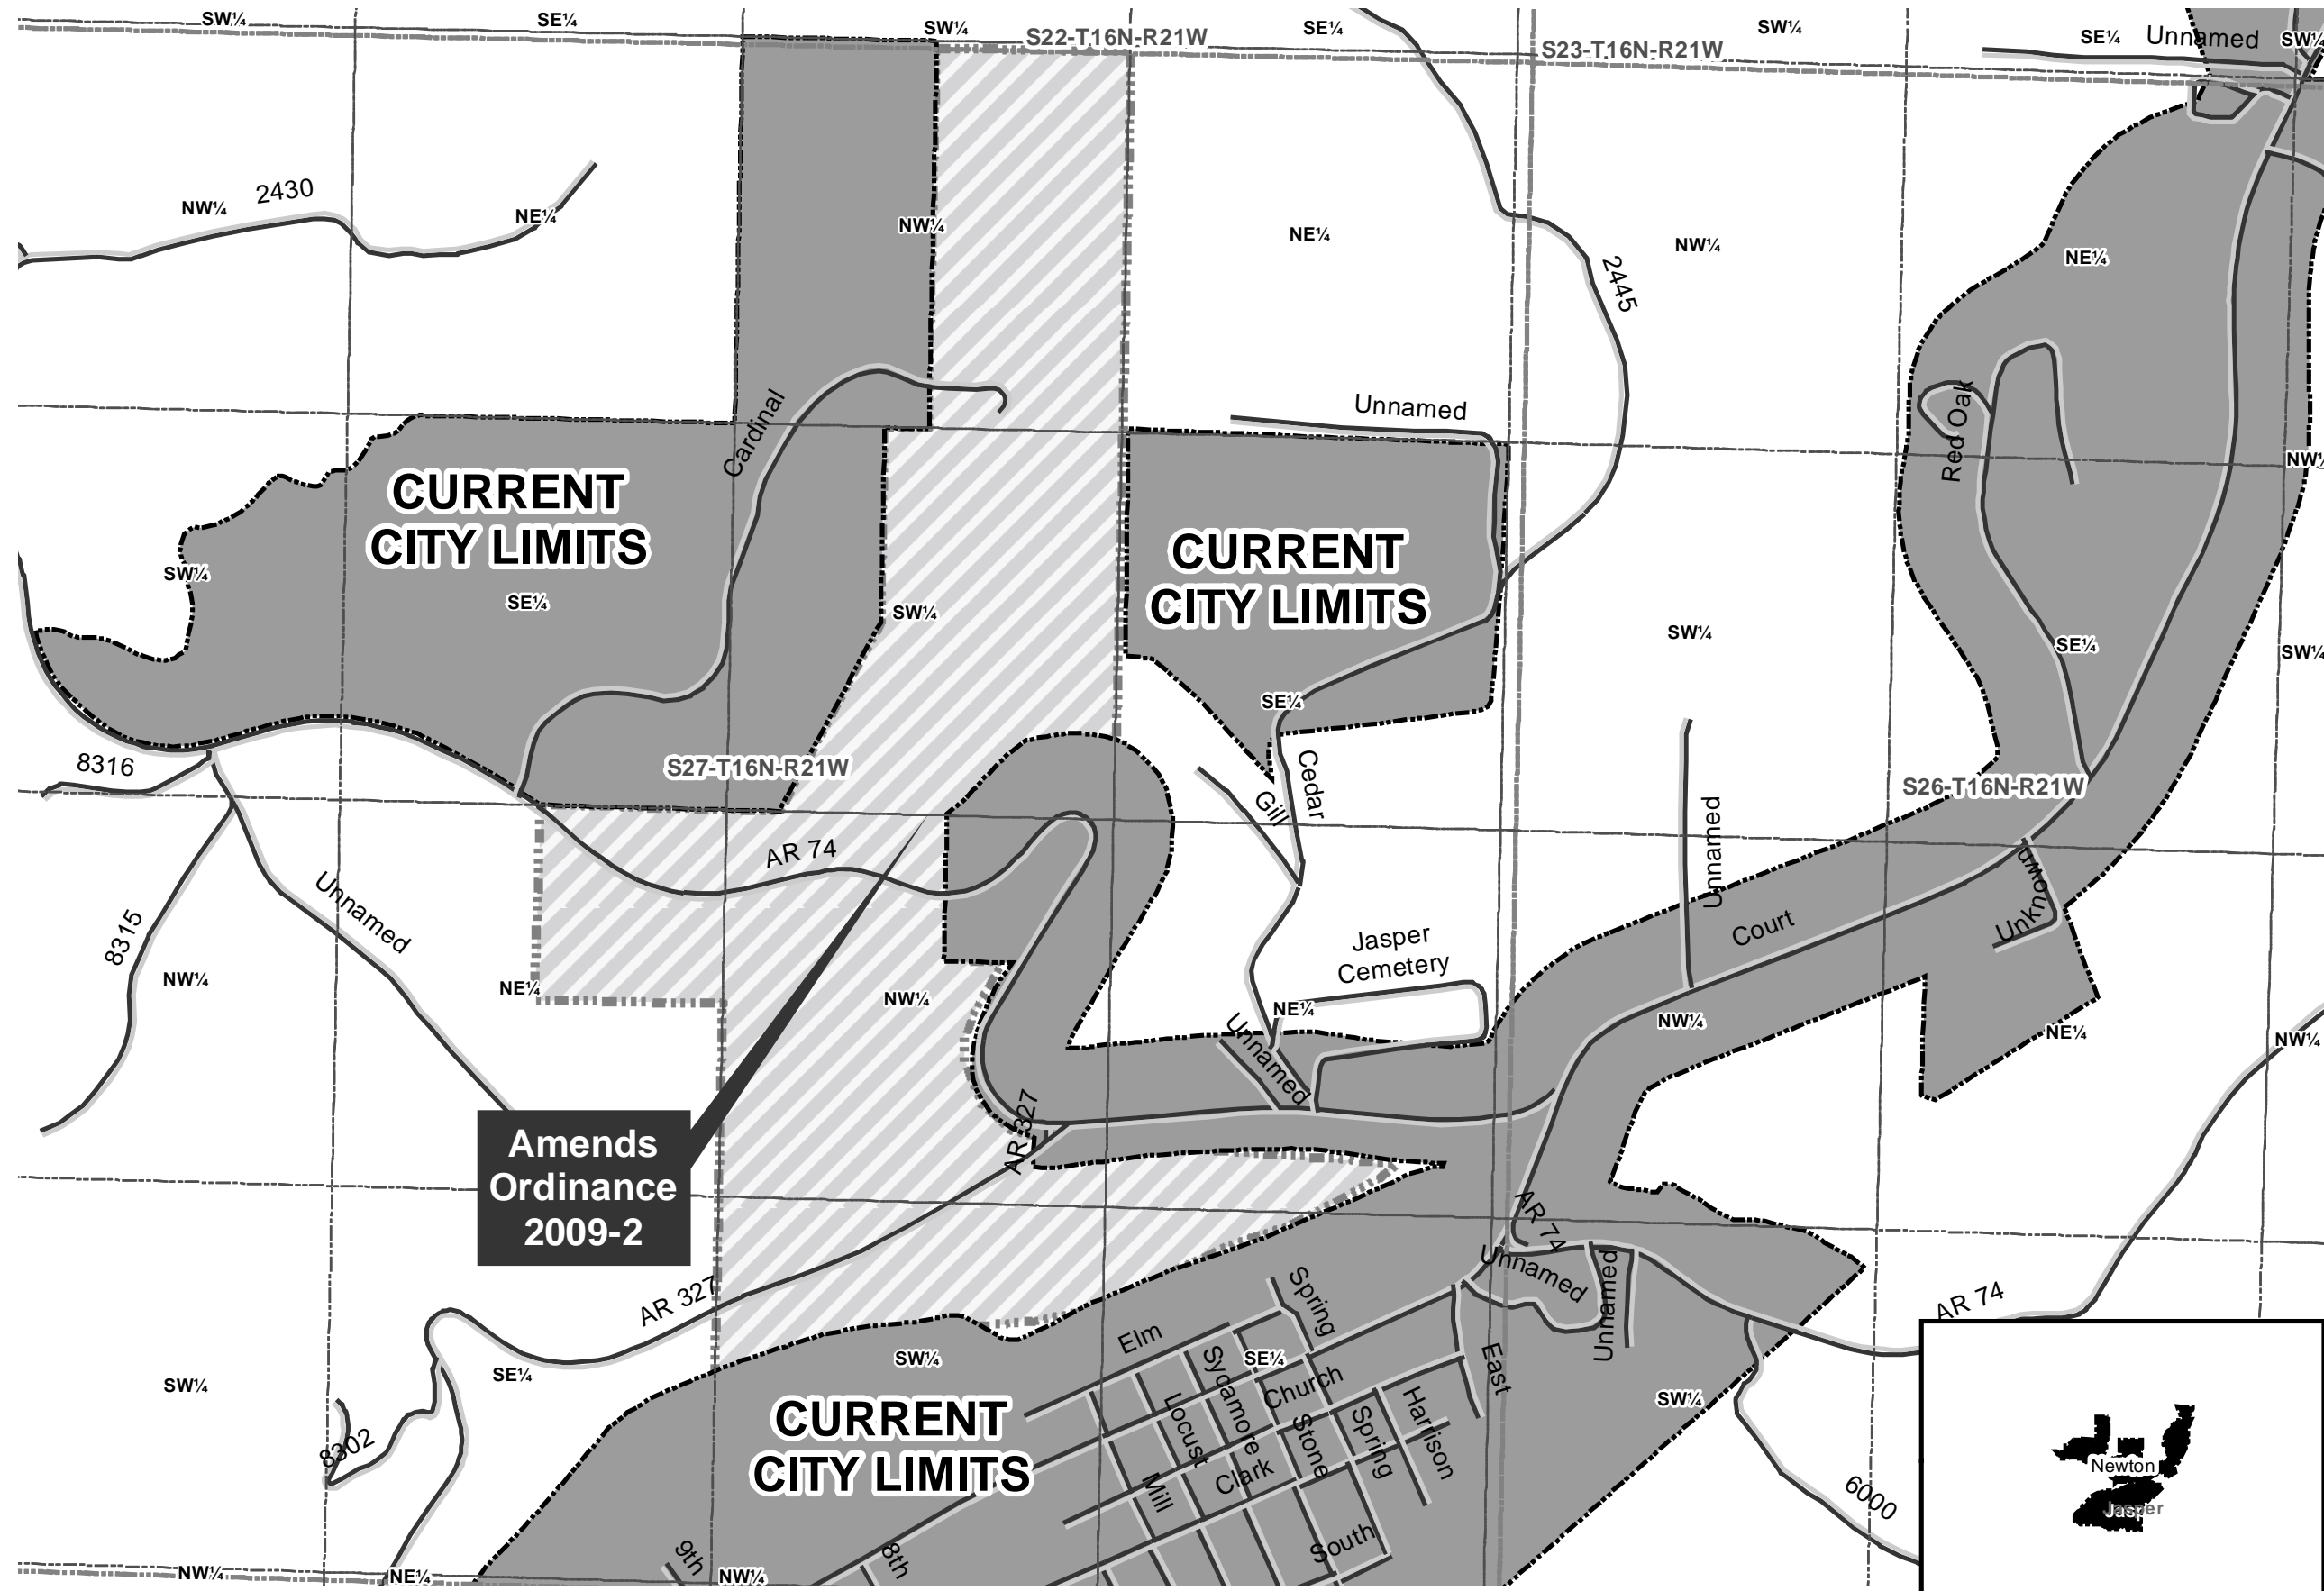 SW¼
SE¼
SW¼
S22-T16N-R21W
SE¼
S23-T16N-R21W
SW¼
SE¼
Unnamed
SW¼
NW¼
2430
NE¼
NW¼
NE¼
NW¼
2445
NE¼
Cardinal
Unnamed
Red Oak
NW¼
CURRENT
CITY LIMITS
CURRENT
CITY LIMITS
SW¼
SE¼
SW¼
SW¼
SE¼
SW¼
SE¼
8316
S27-T16N-R21W
Cedar
Gill
S26-T16N-R21W
Unnamed
AR 74
Unknown
Unnamed
8315
Court
Jasper
Cemetery
NW¼
NE¼
NW¼
NE¼
NW¼
NE¼
NW¼
Unnamed
AR 327
Amends
Ordinance
2009-2
AR 74
Unnamed
Unnamed
AR 327
Spring
AR 74
Elm
SW¼
SE¼
SW¼
SE¼
East
SW¼
Sycamore
Church
Locust
Harrison
Spring
Stone
CURRENT
CITY LIMITS
8302
Clark
Mill
6000
South
9th
8th
NW¼
NE¼
NW¼
Newton
Jasper